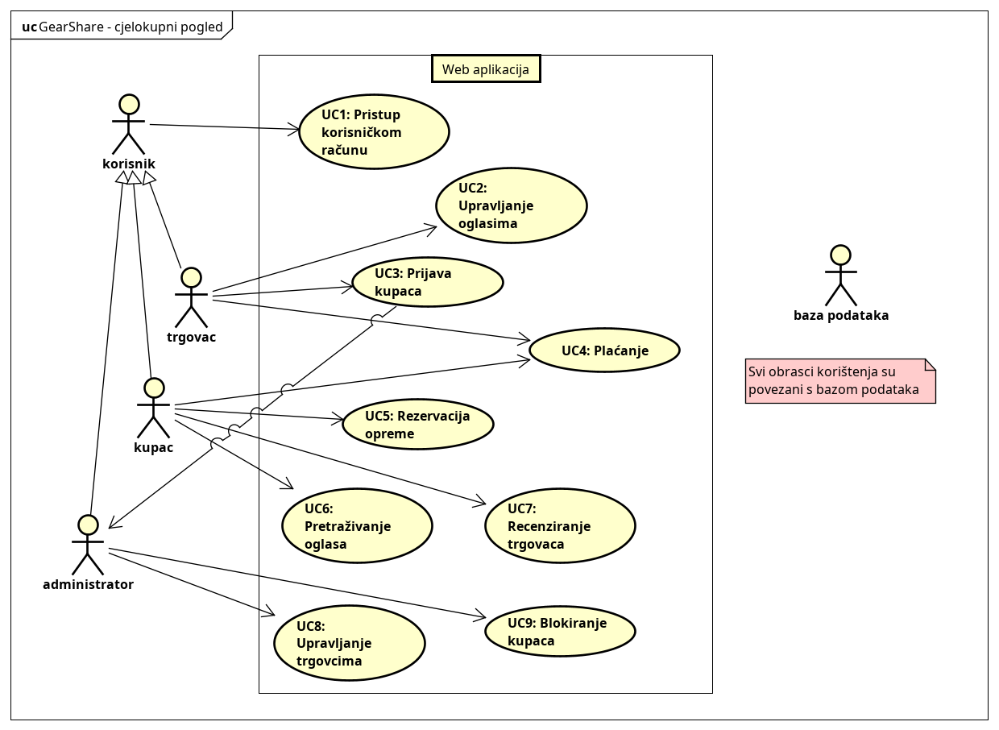 uc GearShare - cjelokupni pogled
Web aplikacija
UC1: Pristup
korisničkom
računu
korisnik
UC2:
Upravljanje
oglasima
UC3: Prijava
kupaca
trgovac
baza podataka
UC4: Plaćanje
Svi obrasci korištenja su
povezani s bazom podataka
UC5: Rezervacija
opreme
kupac
UC6:
Pretraživanje
oglasa
UC7:
Recenziranje
trgovaca
administrator
UC8:
Upravljanje
trgovcima
UC9: Blokiranje
kupaca